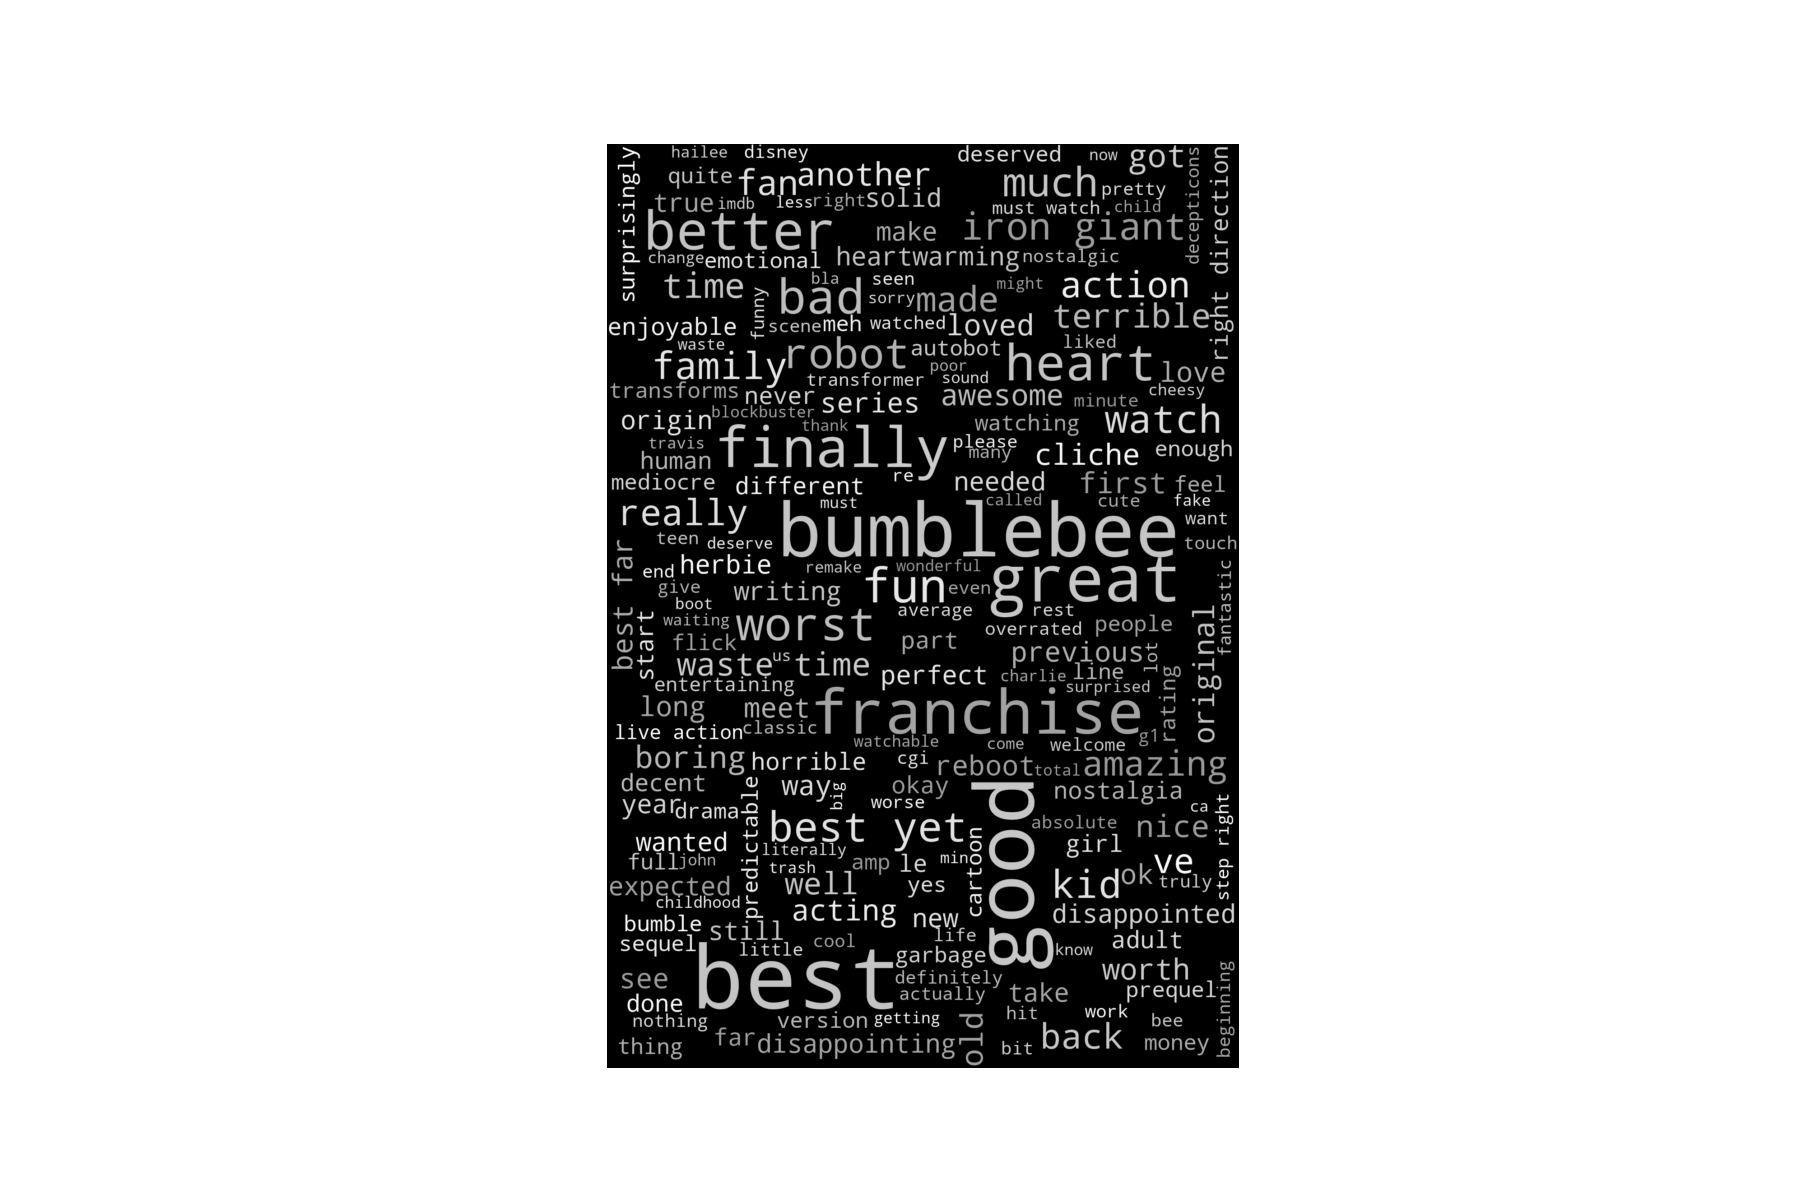 hailee disney deserved now got
surprisingly
quite fan another much pretty
decepticons
right direction
true imdb less right solid must watch child
better make iron giant
change emotional heartwarming nostalgic
time bla seen might action
bad sorry made terrible
funny
enjoyable scene meh watched loved
waste robot autobot liked
family poor heart love
transforms transformer sound cheesy
never series awesome minute
origin blockbuster thank watching watch
travis finally please many cliche enough
human
mediocre different re needed first feel
must called cute fake
really bumblebee want
teen deserve touch
best far
end herbie remake wonderful
fantastic
give writing fun even great
boot average rest
start
waiting worst overrated people
flick part original
waste us time previous lot
entertaining perfect charlie line
surprised rating
long meet franchise
live action classic g1
watchable come welcome
boring horrible cgi reboot total amazing
decent way okay nostalgia
predictable
big
year drama worse good ca
step right
wanted best yet absolute nice
literally cartoon girl
full john trash amp le min ve
expected well yes kid ok truly
childhood acting new disappointed
bumble still life
sequel little cool garbage know adult
see best definitely worth
done actually take prequel
beginning
nothing version getting hit work bee
old
thing far disappointing bit back money